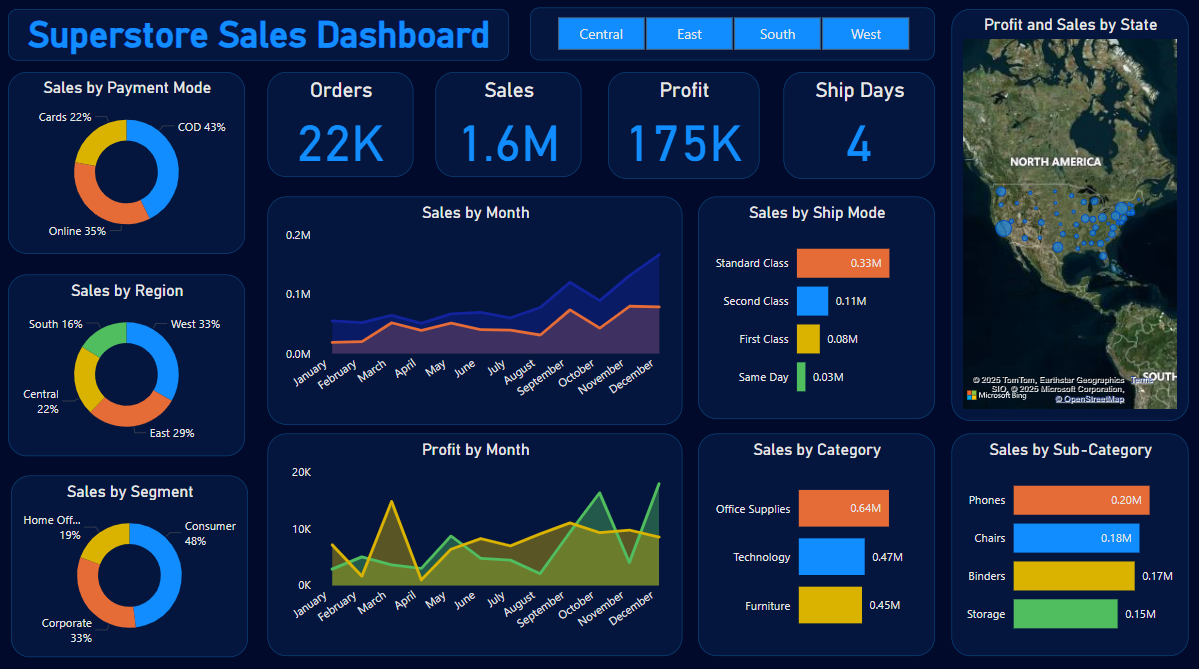 Superstore Sales Dashboard
Central
East
South
West
Profit and Sales by State
NORTH AMERICA
SOUTH
© 2025 TomTom, Earthstar Geographics
SIO, © 2025 Microsoft Corporation,
Terms
© OpenStreetMap
Microsoft Bing
Sales by Payment Mode
Cards 22%
COD 43%
Online 35%
Orders
22K
Sales
1.6M
Profit
175K
Ship Days
4
Sales by Region
South 16%
West 33%
Central
22%
East 29%
Sales by Month
0.2M
0.1M
0.0M
January
February
March
April
May
June
July
August
September
October
November
December
Sales by Ship Mode
Standard Class
0.33M
Second Class
0.11M
First Class
0.08M
Same Day
0.03M
Sales by Segment
Home Off...
19%
Consumer
48%
Corporate
33%
Profit by Month
20K
10K
0K
January
February
March
April
May
June
July
August
September
October
November
December
Sales by Category
Office Supplies
0.64M
Technology
0.47M
Furniture
0.45M
Sales by Sub-Category
Phones
0.20M
Chairs
0.18M
Binders
0.17M
Storage
0.15M